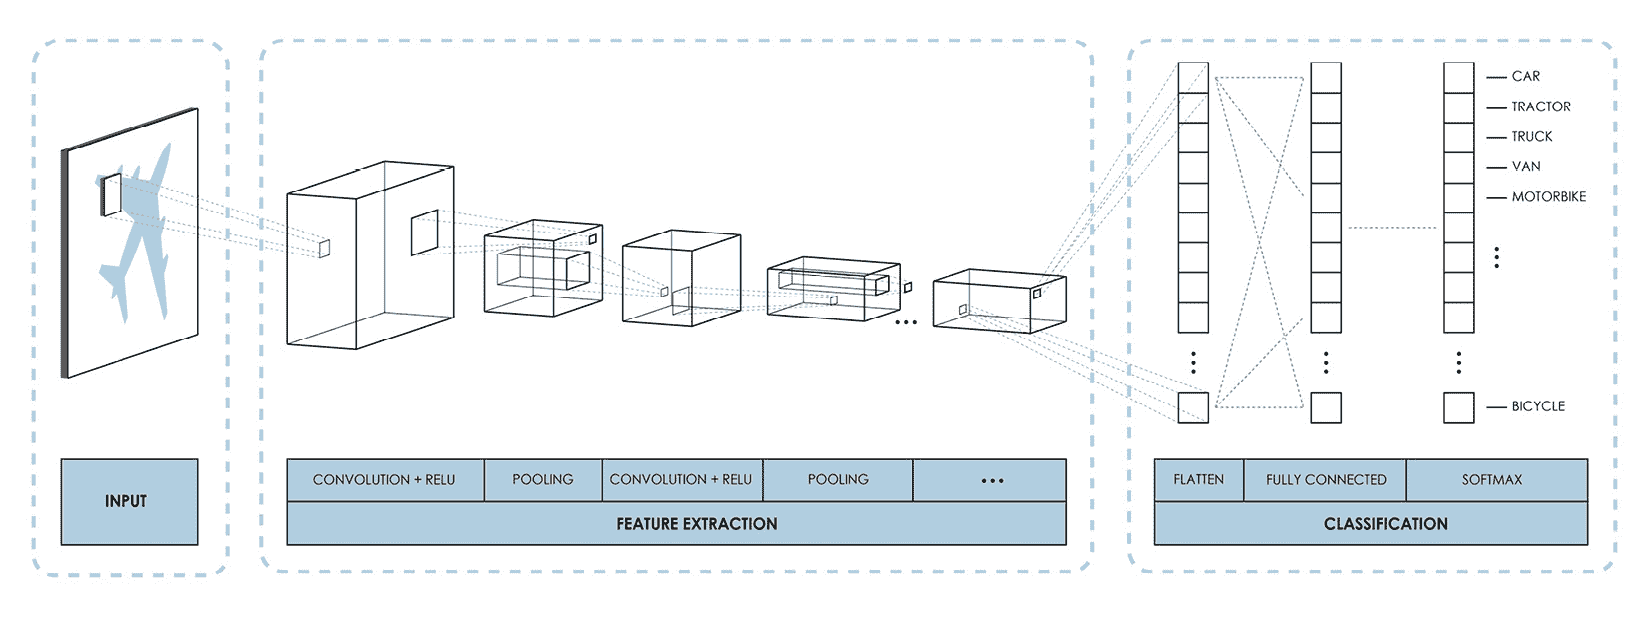 CAR
TRACTOR
TRUCK
VAN
MOTORBIKE
BICYCLE
INPUT
CONVOLUTION + RELU
POOLING
CONVOLUTION + RELU
POOLING
FEATURE EXTRACTION
FLATTEN
FULLY CONNECTED
SOFTMAX
CLASSIFICATION